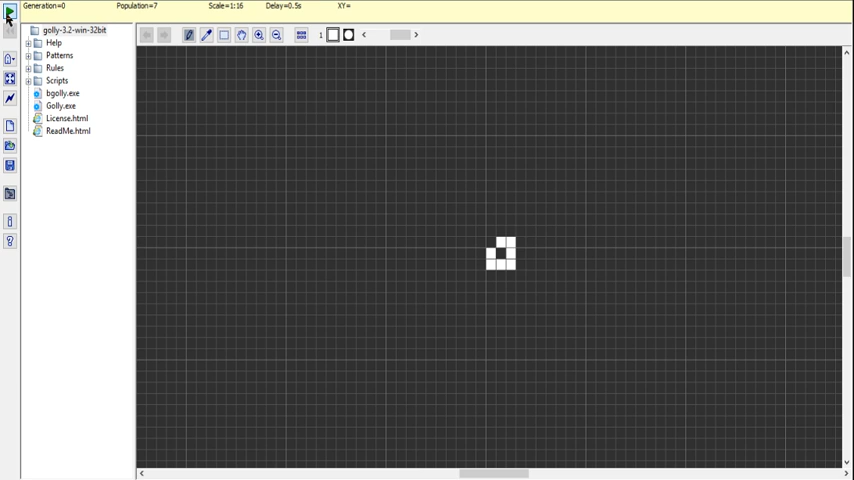 Generation=0 Population=7 Scale=1:16 Delay=0.5s XY=
golly-3.2-win-32bit
Help
Patterns
Rules
Scripts
bgolly.exe
Golly.exe
License.html
ReadMe.html
1